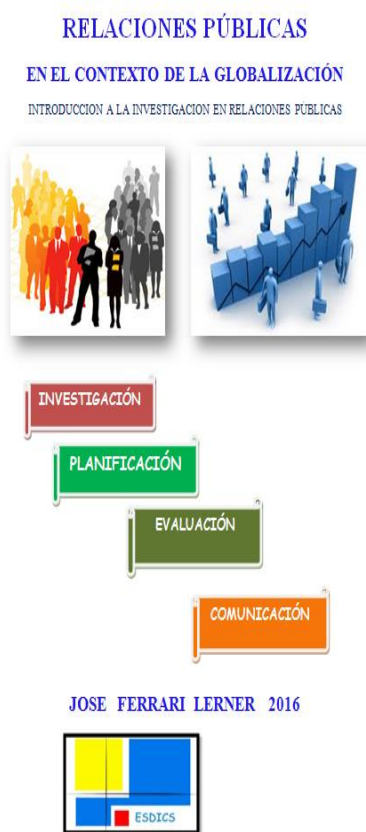 RELACIONES PÚBLICAS
EN EL CONTEXTO DE LA GLOBALIZACIÓN
INTRODUCCION A LA INVESTIGACION EN RELACIONES PÚBLICAS
INVESTIGACIÓN
PLANIFICACIÓN
EVALUACIÓN
COMUNICACIÓN
JOSE FERRARI LERNER 2016
ESDICS